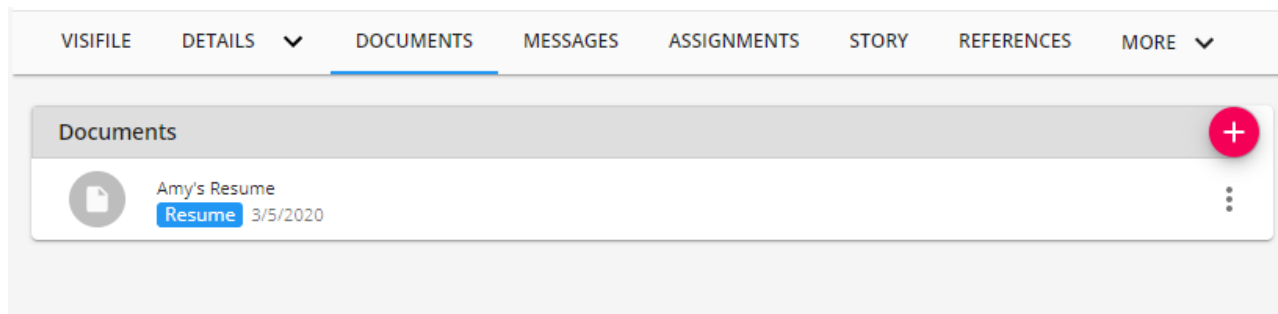 VISIFILE DETAILS DOCUMENTS MESSAGES ASSIGNMENTS STORY REFERENCES MORE
Documents
Amy's Resume
Resume 3/5/2020